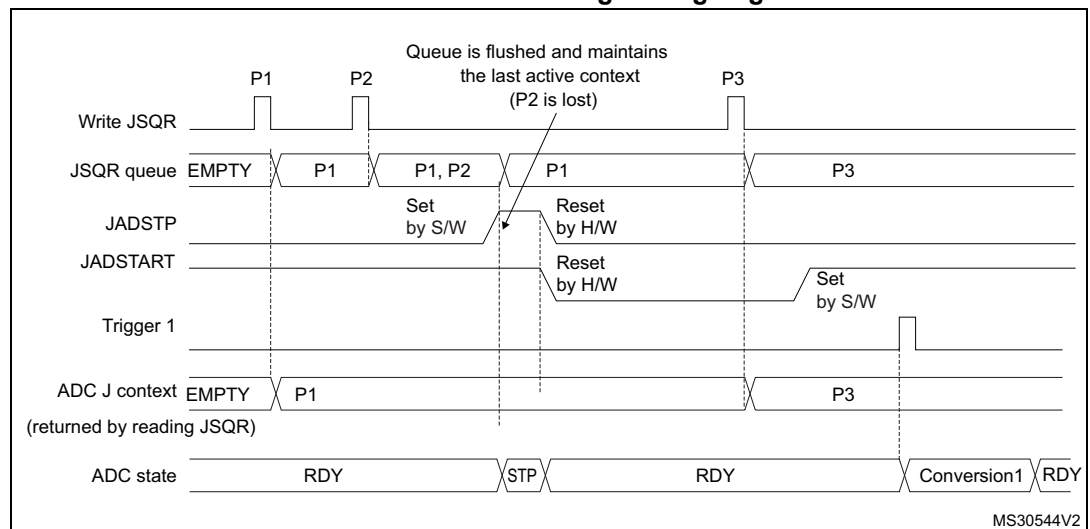 Queue is flushed and maintains
the last active context
(P2 is lost)
P1
P2
P3
Write JSQR
JSQR queue
EMPTY
P1
P1, P2
P1
P3
Set
by S/W
Reset
by H/W
JADSTP
JADSTART
Reset
by H/W
Set
by S/W
Trigger 1
ADC J context
EMPTY
P1
P3
(returned by reading JSQR)
ADC state
RDY
STP
RDY
Conversion1
RDY
MS30544V2